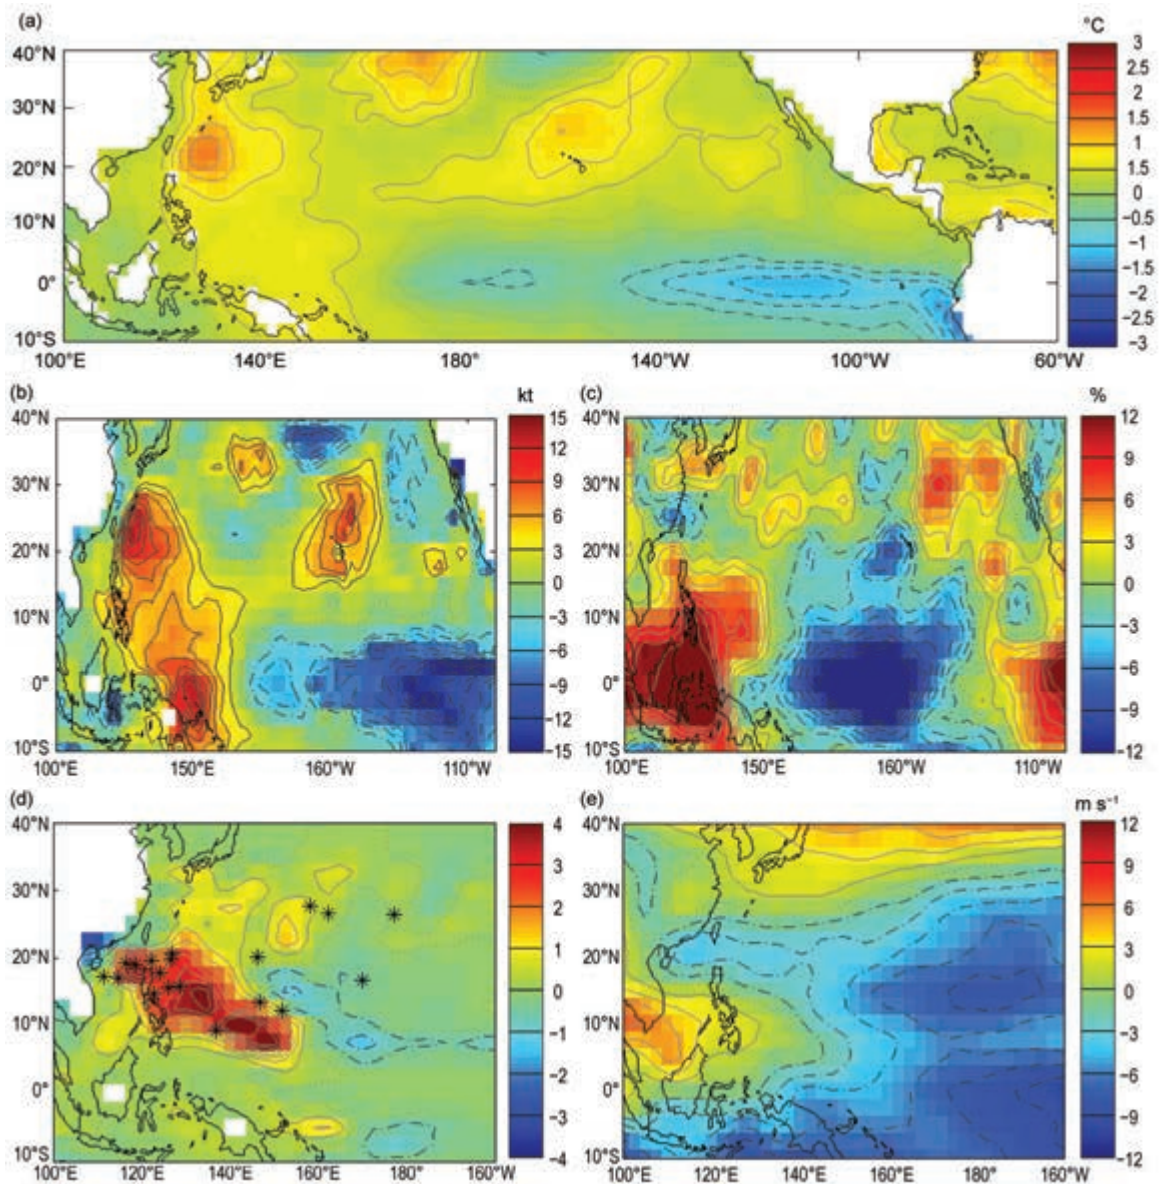 (a)
°C
40°N
30°N
20°N
10°N
0°
10°S
100°E 140°E 180° 140°W 100°W 60°W
3
2.5
2
1.5
1
1.5
0
−0.5
−1
−1.5
−2
−2.5
−3
(b) kt
40°N
30°N
20°N
10°N
0°
10°S
100°E 150°E 160°W 110°W
15
12
9
6
3
0
−3
−6
−9
−12
−15
(c) %
40°N
30°N
20°N
10°N
0°
10°S
100°E 150°E 160°W 110°W
12
9
6
3
0
−3
−6
−9
−12
(d)
40°N
30°N
20°N
10°N
0°
10°S
100°E 120°E 140°E 160°E 180° 160°W
4
3
2
1
0
−1
−2
−3
−4
(e) m s⁻¹
40°N
30°N
20°N
10°N
0°
10°S
100°E 120°E 140°E 160°E 180° 160°W
12
9
6
3
0
−3
−6
−9
−12